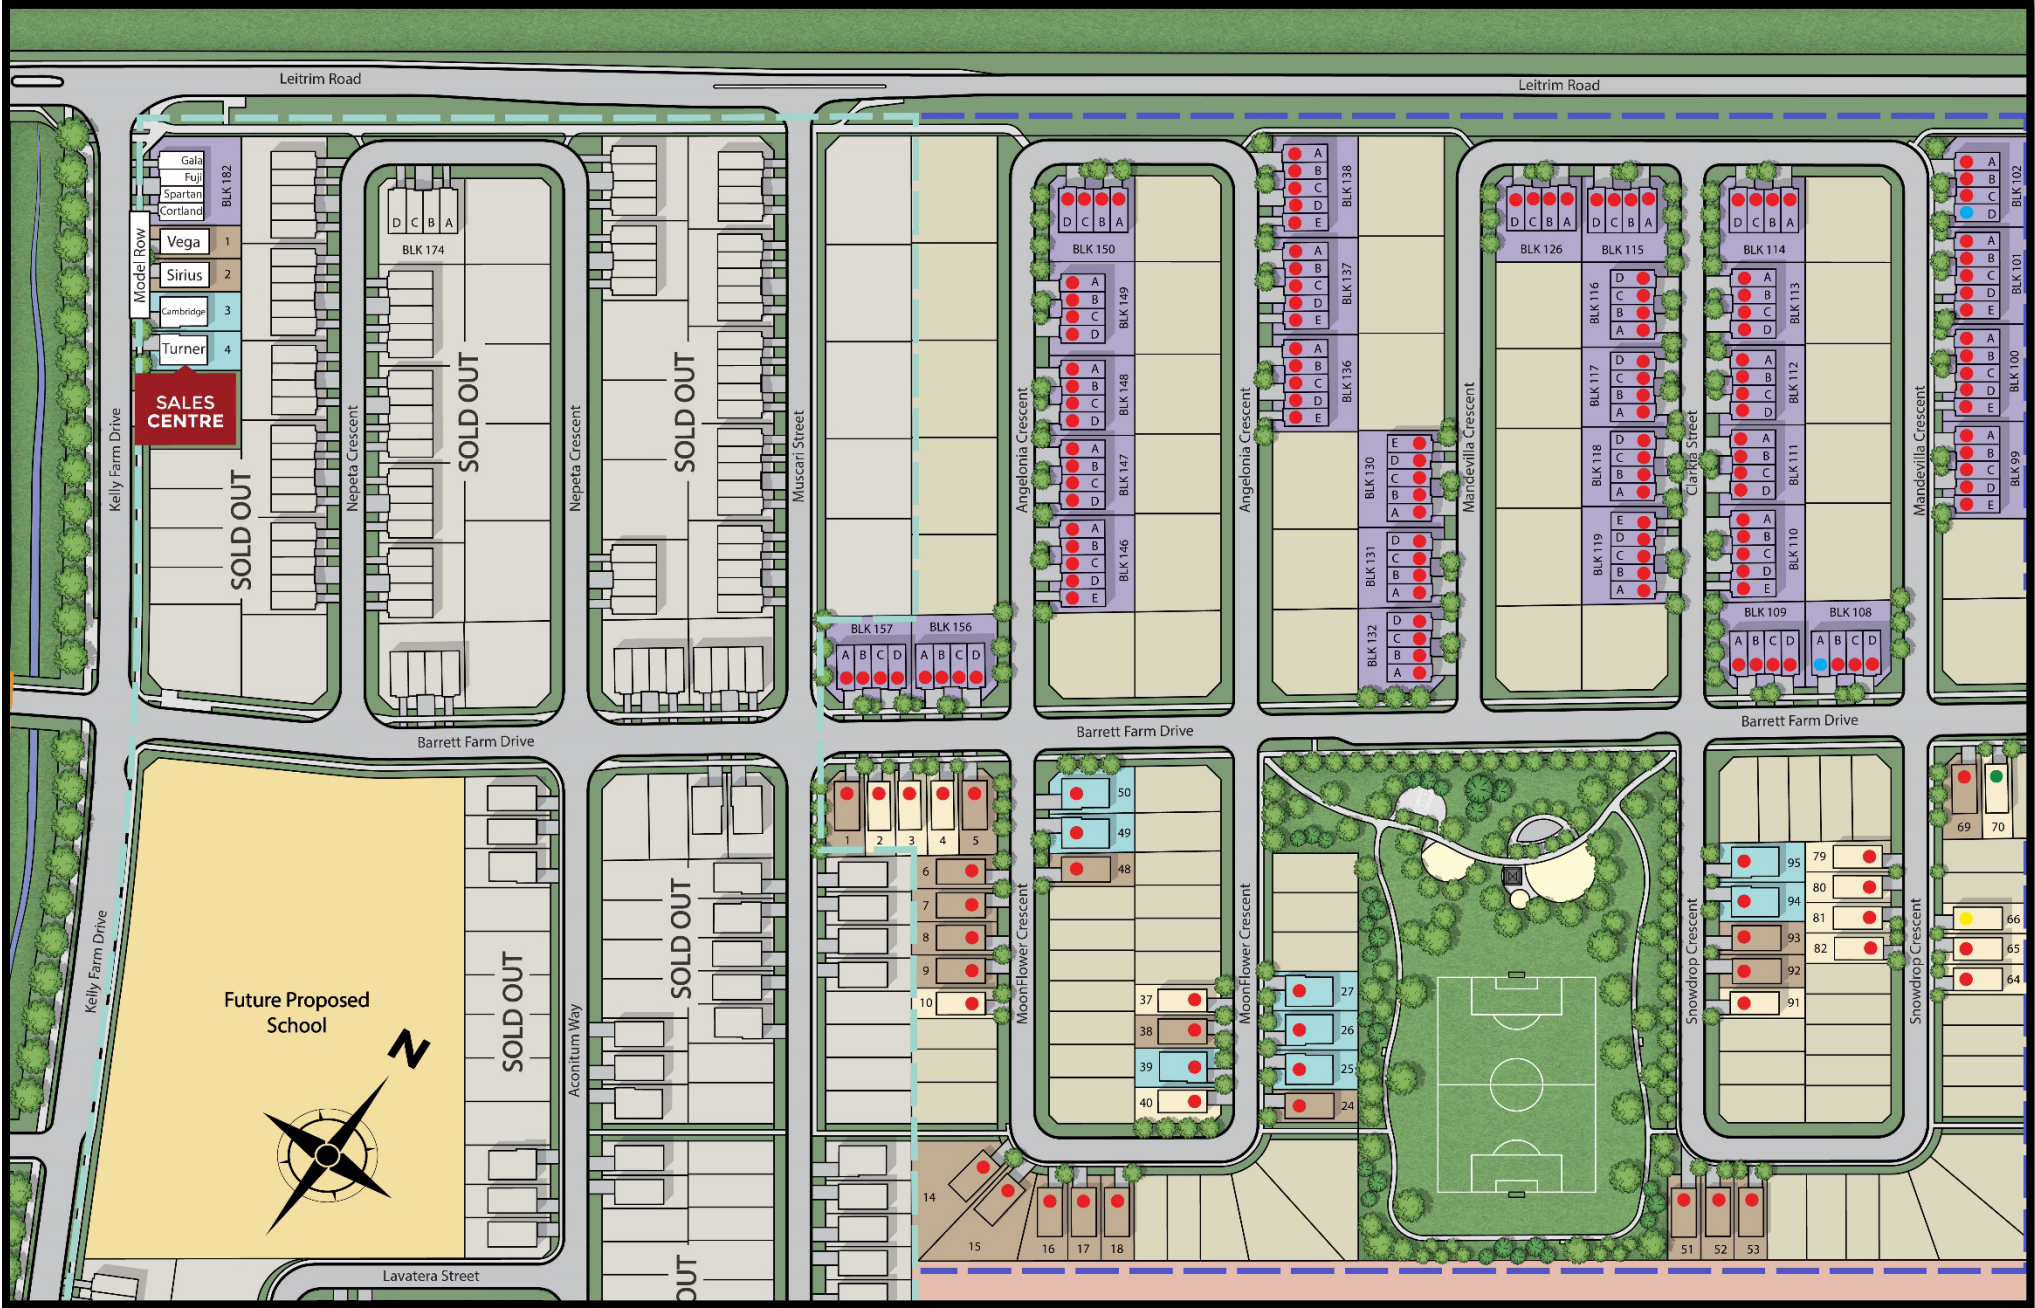 Leitrim Road
Leitrim Road
Gala
Fuji
Spartan
Cortland
BLK 182
Model Row
Vega
1
Sirius
2
Cambridge
3
Turner
4
SALES
CENTRE
Kelly Farm Drive
SOLD OUT
Nepeta Crescent
D C B A
BLK 174
SOLD OUT
Nepeta Crescent
SOLD OUT
Muscari Street
BLK 157
A B C D
BLK 156
A B C D
Angelonia Crescent
D C B A
BLK 150
A
B
C
D
BLK 149
A
B
C
D
BLK 148
A
B
C
D
BLK 147
A
B
C
D
E
BLK 146
Angelonia Crescent
A
B
C
D
E
BLK 138
A
B
C
D
E
BLK 137
A
B
C
D
E
BLK 136
BLK 130
E
D
C
B
A
BLK 131
D
C
B
A
BLK 132
D
C
B
A
Mandevilla Crescent
D C B A
BLK 126
D C B A
BLK 115
BLK 116
D
C
B
A
BLK 117
D
C
B
A
BLK 118
D
C
B
A
BLK 119
E
D
C
B
A
Clarkia Street
D C B A
BLK 114
A
B
C
D
BLK 113
A
B
C
D
BLK 112
A
B
C
D
BLK 111
A
B
C
D
E
BLK 110
BLK 109
A B C D
BLK 108
A B C D
Mandevilla Crescent
A
B
C
D
BLK 102
A
B
C
D
E
BLK 101
A
B
C
D
E
BLK 100
A
B
C
D
E
BLK 99
Barrett Farm Drive
Barrett Farm Drive
Barrett Farm Drive
Kelly Farm Drive
Future Proposed
School
N
SOLD OUT
Aconitum Way
SOLD OUT
OUT
Lavatera Street
1
2
3
4
5
6
7
8
9
10
14
15
16
17
18
MoonFlower Crescent
50
49
48
37
38
39
40
MoonFlower Crescent
27
26
25
24
Snowdrop Crescent
95
94
93
92
91
79
80
81
82
Snowdrop Crescent
69
70
66
65
64
51
52
53